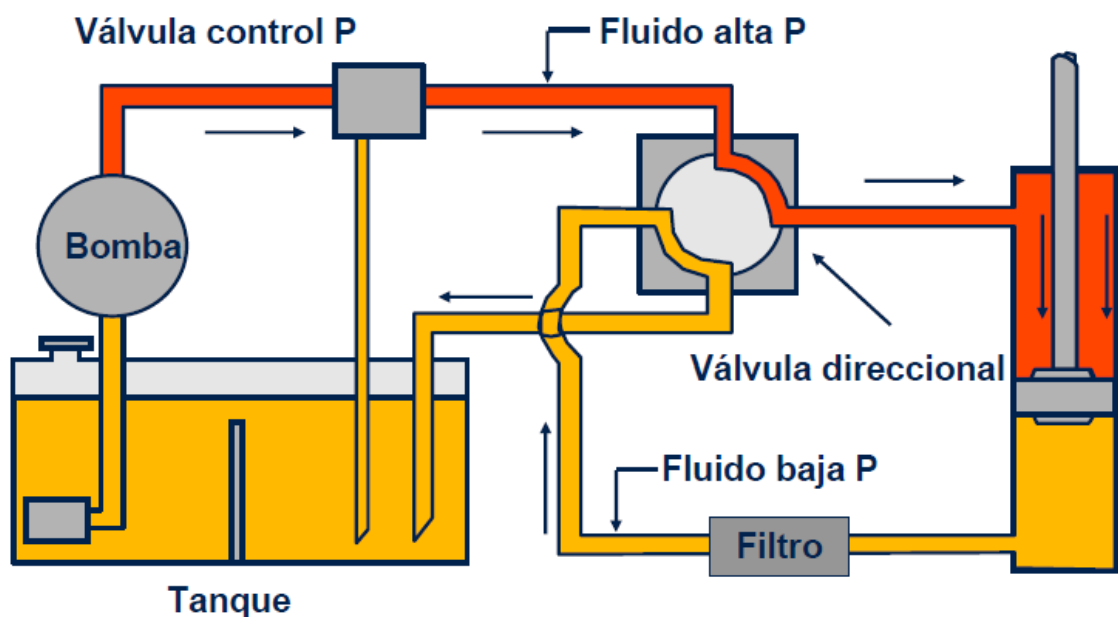 Válvula control P
Fluido alta P
Bomba
Válvula direccional
Fluido baja P
Filtro
Tanque